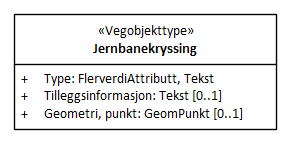 «Vegobjekttype»
Jernbanekryssing
+ Type: FlerverdiAttributt, Tekst
+ Tilleggsinformasjon: Tekst [0..1]
+ Geometri, punkt: GeomPunkt [0..1]